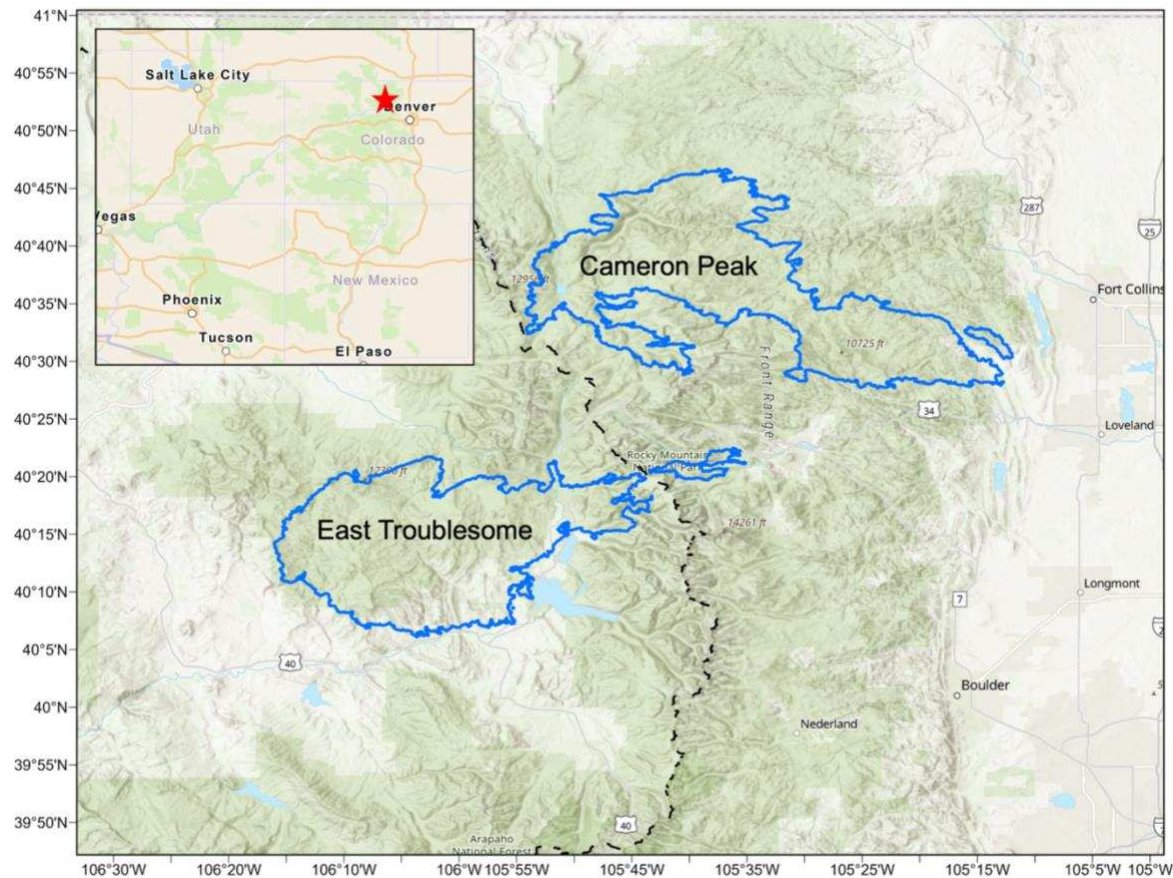 41°N
40°55'N
40°50'N
40°45'N
40°40'N
40°35'N
40°30'N
40°25'N
40°20'N
40°15'N
40°10'N
40°5'N
40°N
39°55'N
39°50'N
Salt Lake City
Utah
Denver
Colorado
Vegas
New Mexico
Phoenix
Tucson
El Paso
287
25
Cameron Peak
Fort Collins
10725 ft
Front Range
34
Loveland
Rocky Mountain
East Troublesome
14261 ft
Longmont
7
40
Boulder
Nederland
40
Arapaho
National Forest
106°30'W
106°20'W
106°10'W
106°W
105°55'W
105°45'W
105°35'W
105°25'W
105°15'W
105°5'W
105°W